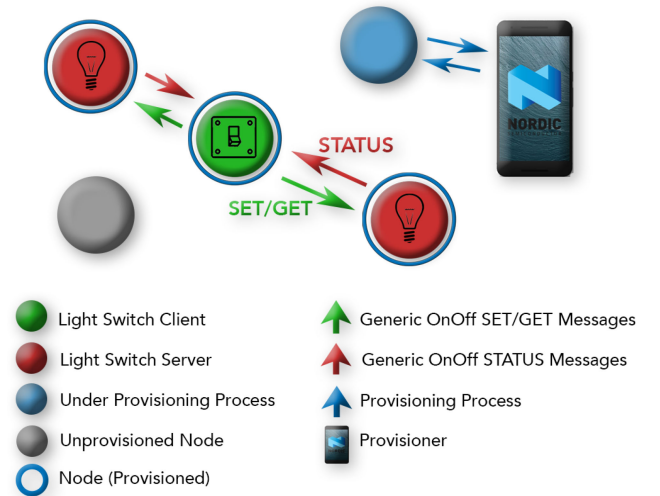 NORDIC
STATUS
SET/GET
Light Switch Client
Light Switch Server
Under Provisioning Process
Unprovisioned Node
Node (Provisioned)
Generic OnOff SET/GET Messages
Generic OnOff STATUS Messages
Provisioning Process
Provisioner